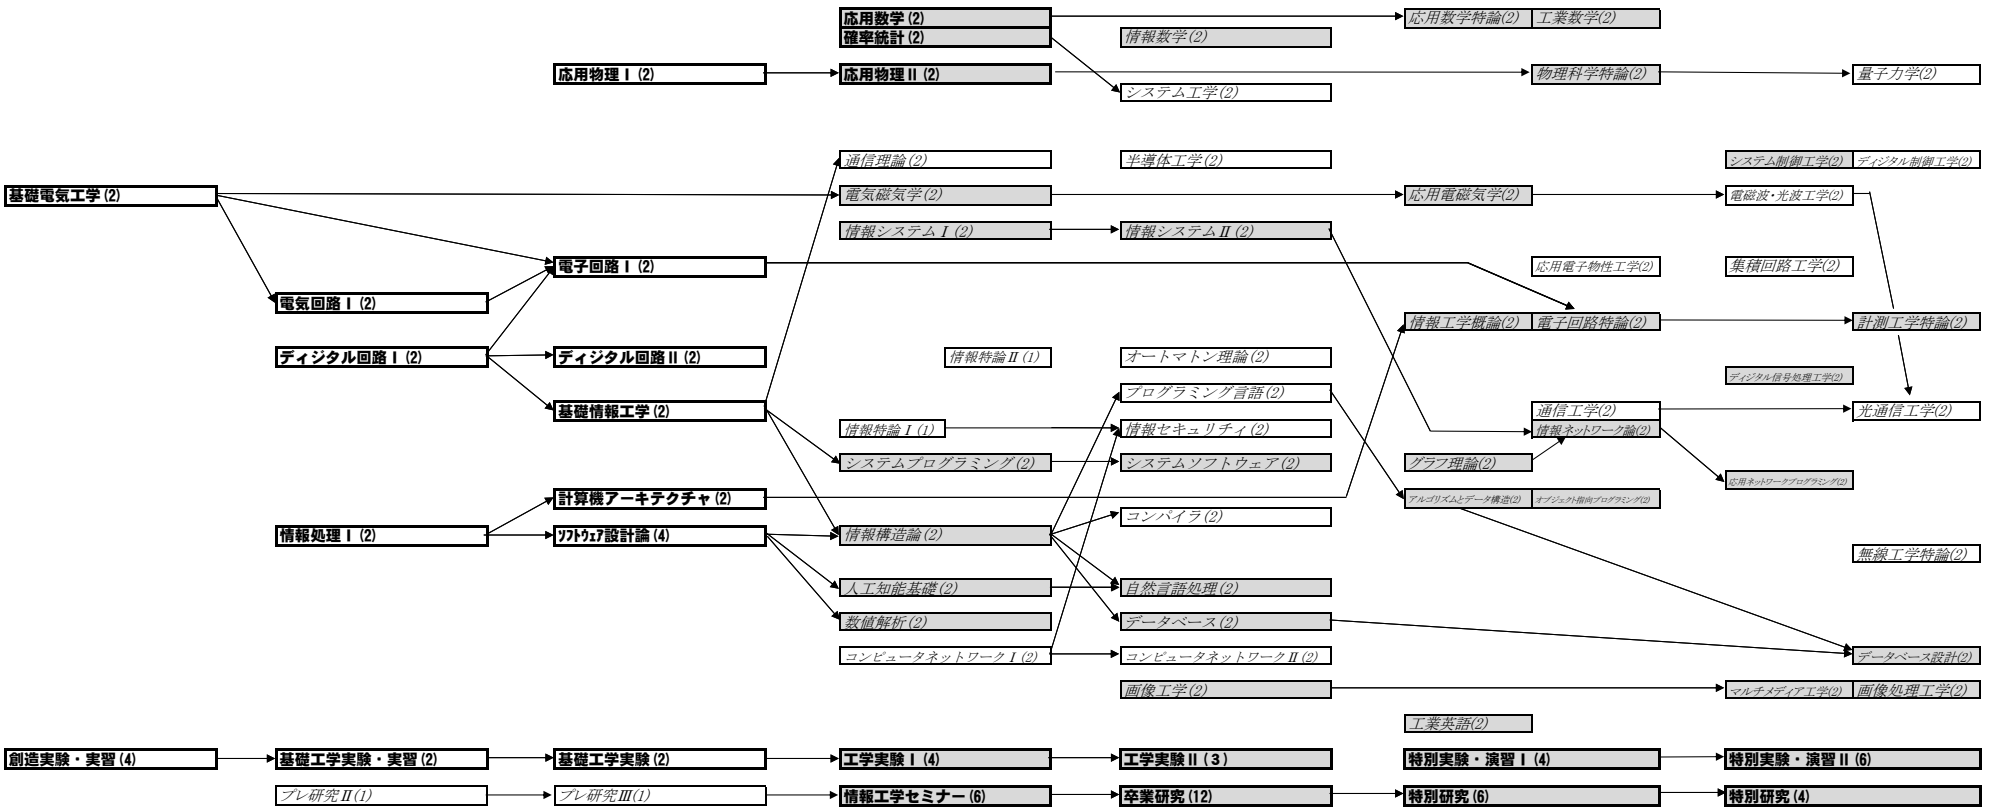 応用数学(2) 応用数学特論(2) 工業数学(2)
確率統計(2) 情報数学(2)
応用物理Ⅰ(2) 応用物理Ⅱ(2) 物理科学特論(2) 量子力学(2)
システム工学(2)
通信理論(2) 半導体工学(2) システム制御工学(2) ディジタル制御工学(2)
基礎電気工学(2) 電気磁気学(2) 応用電磁気学(2) 電磁波・光波工学(2)
情報システムⅠ(2) 情報システムⅡ(2)
電子回路Ⅰ(2) 応用電子物性工学(2) 集積回路工学(2)
電気回路Ⅰ(2)
情報工学概論(2) 電子回路特論(2) 計測工学特論(2)
ディジタル回路Ⅰ(2) ディジタル回路Ⅱ(2) 情報特論Ⅱ(1) オートマトン理論(2)
ディジタル信号処理工学(2)
プログラミング言語(2)
基礎情報工学(2) 通信工学(2) 光通信工学(2)
情報特論Ⅰ(1) 情報セキュリティ(2) 情報ネットワーク論(2)
システムプログラミング(2) システムソフトウェア(2) グラフ理論(2)
応用ネットワークプログラミング(2)
計算機アーキテクチャ(2) アルゴリズムとデータ構造(2) オブジェクト指向プログラミング(2)
コンパイラ(2)
情報処理Ⅰ(2) ソフトウェア設計論(4) 情報構造論(2)
無線工学特論(2)
人工知能基礎(2) 自然言語処理(2)
数値解析(2) データベース(2)
コンピュータネットワークⅠ(2) コンピュータネットワークⅡ(2) データベース設計(2)
画像工学(2) マルチメディア工学(2) 画像処理工学(2)
工業英語(2)
創造実験・実習(4) 基礎工学実験・実習(2) 基礎工学実験(2) 工学実験Ⅰ(4) 工学実験Ⅱ(3) 特別実験・演習Ⅰ(4) 特別実験・演習Ⅱ(6)
プレ研究Ⅱ(1) プレ研究Ⅲ(1) 情報工学セミナー(6) 卒業研究(12) 特別研究(6) 特別研究(4)